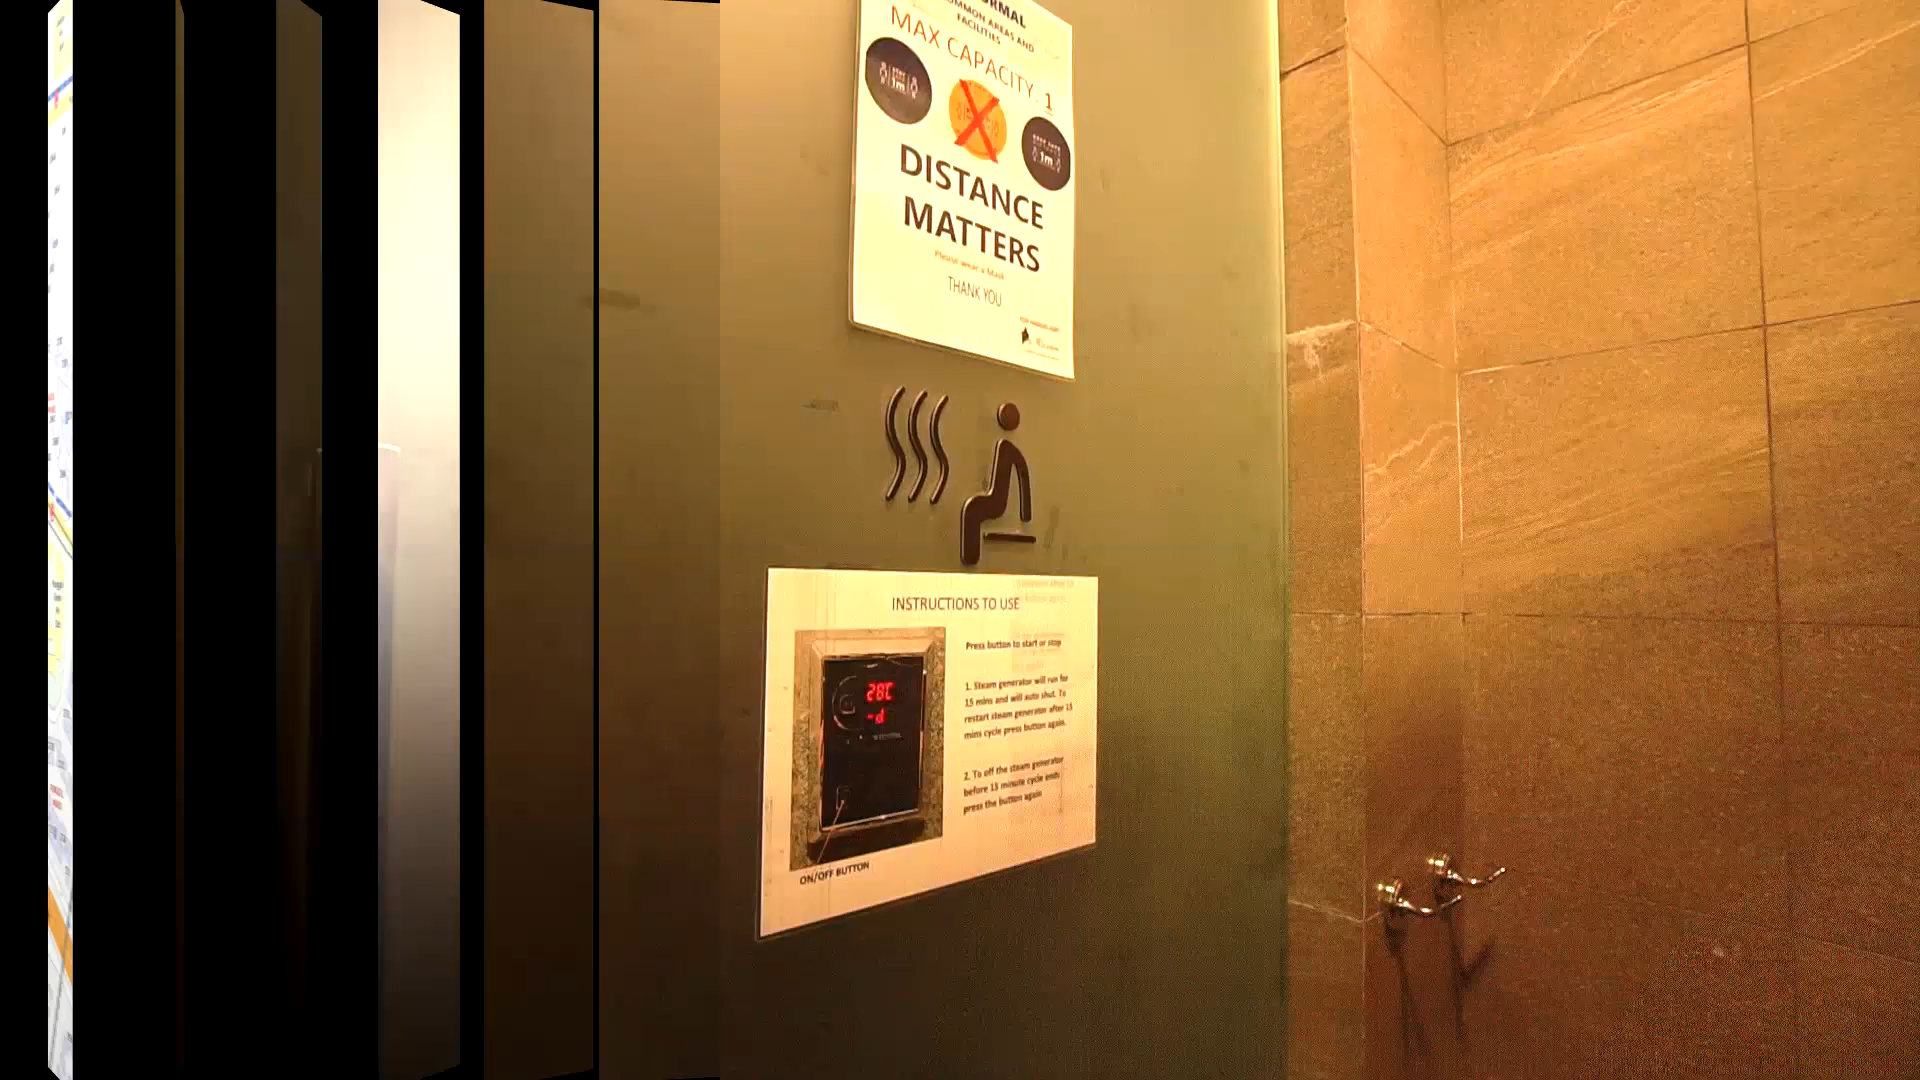 COMMON AREAS AND
FACILITIES
MAX CAPACITY: 1
1m
1m
DISTANCE
MATTERS
Please wear a Mask
THANK YOU
INSTRUCTIONS TO USE
Press button to start or stop
1. Steam generator will run for
15 mins and will auto shut. To
restart steam generator after 15
mins cycle press button again.
2. To off the steam generator
before 15 minute cycle ends
press the button again
28C
ON/OFF BUTTON